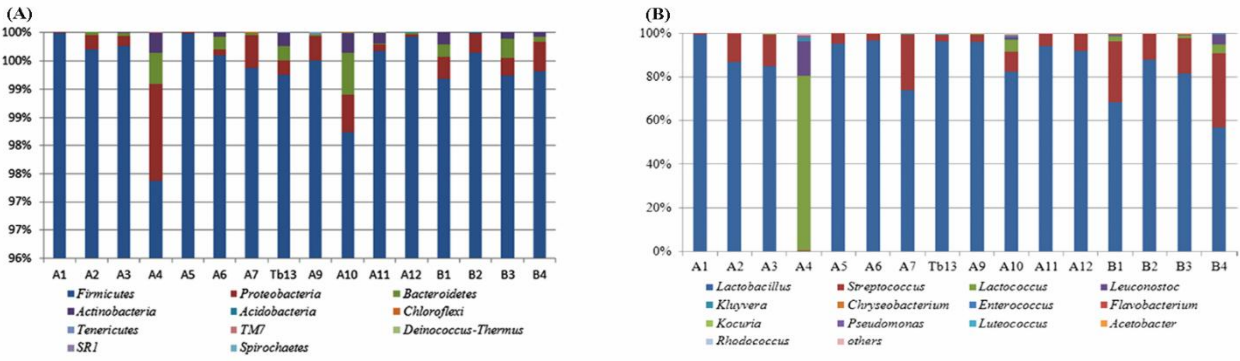 (A)
100%
100%
99%
99%
98%
98%
97%
97%
96%
A1 A2 A3 A4 A5 A6 A7 Tb13 A9 A10 A11 A12 B1 B2 B3 B4
Firmicutes Proteobacteria Bacteroidetes
Actinobacteria Acidobacteria Chloroflexi
Tenericutes TM7 Deinococcus-Thermus
SR1 Spirochaetes
(B)
100%
80%
60%
40%
20%
0%
A1 A2 A3 A4 A5 A6 A7 Tb13 A9 A10 A11 A12 B1 B2 B3 B4
Lactobacillus Streptococcus Lactococcus Leuconostoc
Kluyvera Chryseobacterium Enterococcus Flavobacterium
Kocuria Pseudomonas Luteococcus Acetobacter
Rhodococcus others